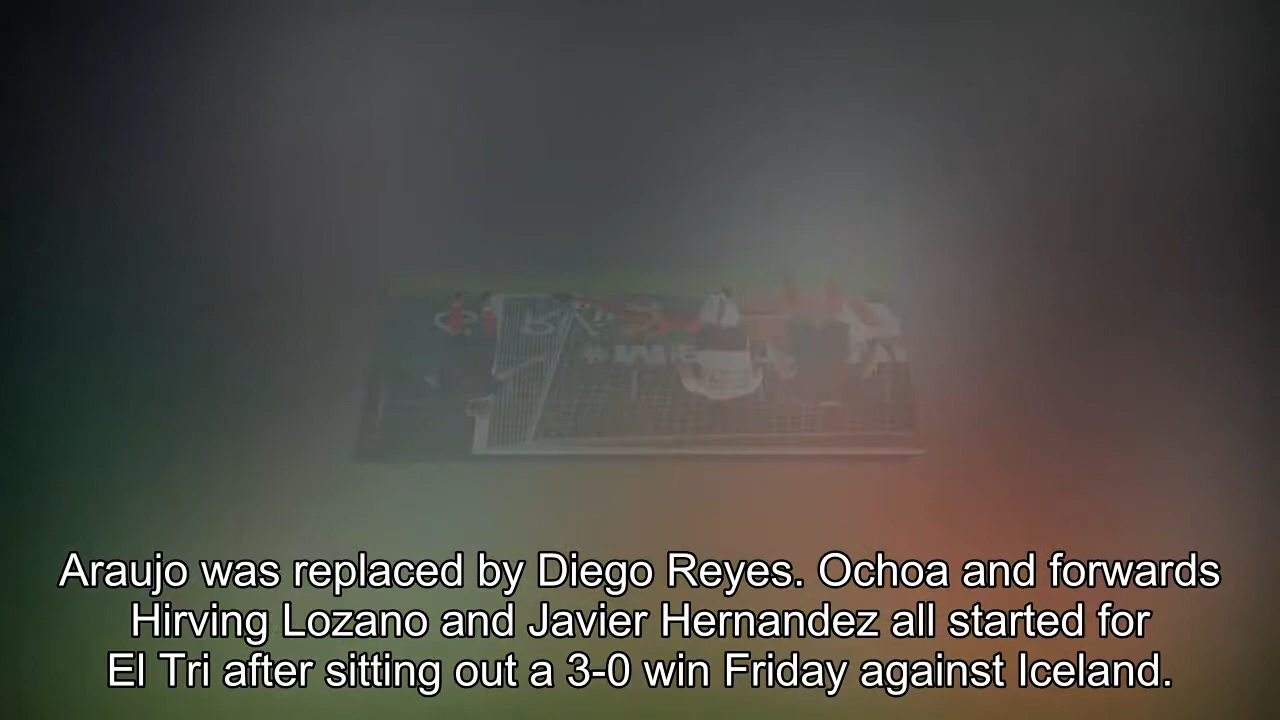 Araujo was replaced by Diego Reyes. Ochoa and forwards
Hirving Lozano and Javier Hernandez all started for
El Tri after sitting out a 3-0 win Friday against Iceland.